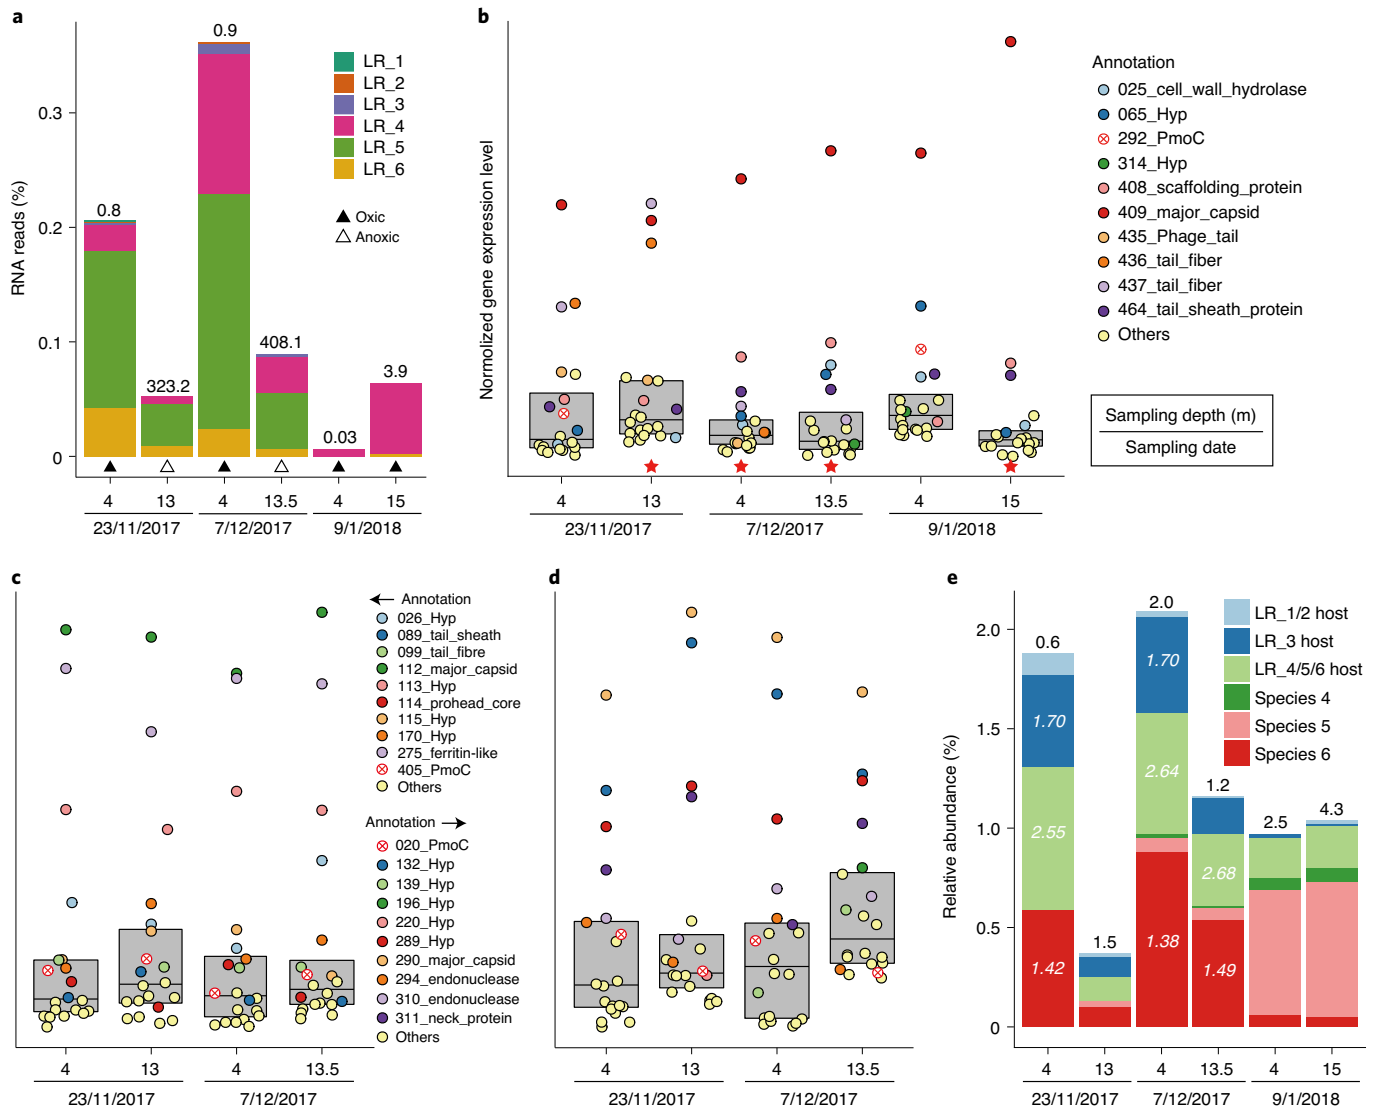 a
RNA reads (%)
0.3
0.2
0.1
0
0.8
323.2
0.9
408.1
0.03
3.9
LR_1
LR_2
LR_3
LR_4
LR_5
LR_6
Oxic
Anoxic
4 13 4 13.5 4 15
23/11/2017 7/12/2017 9/1/2018
b
Normolized gene expression level
4 13 4 13.5 4 15
23/11/2017 7/12/2017 9/1/2018
Annotation
025_cell_wall_hydrolase
065_Hyp
292_PmoC
314_Hyp
408_scaffolding_protein
409_major_capsid
435_Phage_tail
436_tail_fiber
437_tail_fiber
464_tail_sheath_protein
Others
Sampling depth (m)
Sampling date
c
4 13 4 13.5
23/11/2017 7/12/2017
Annotation
026_Hyp
089_tail_sheath
099_tail_fibre
112_major_capsid
113_Hyp
114_prohead_core
115_Hyp
170_Hyp
275_ferritin-like
405_PmoC
Others
Annotation
020_PmoC
132_Hyp
139_Hyp
196_Hyp
220_Hyp
289_Hyp
290_major_capsid
294_endonuclease
310_endonuclease
311_neck_protein
Others
d
4 13 4 13.5
23/11/2017 7/12/2017
e
Relative abundance (%)
2.0
1.5
1.0
0.5
0
0.6
1.70
2.55
1.42
1.5
2.0
1.70
2.64
1.38
1.2
2.68
1.49
2.5
4.3
LR_1/2 host
LR_3 host
LR_4/5/6 host
Species 4
Species 5
Species 6
4 13 4 13.5 4 15
23/11/2017 7/12/2017 9/1/2018